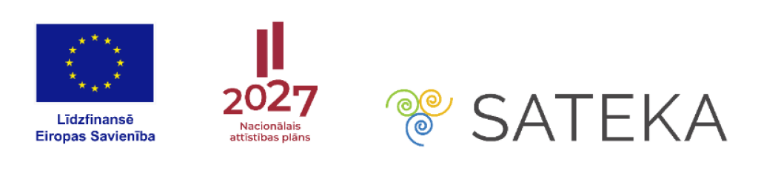 Līdzfinansē
Eiropas Savienība
2027
Nacionālais
attīstības plāns
SATEKA